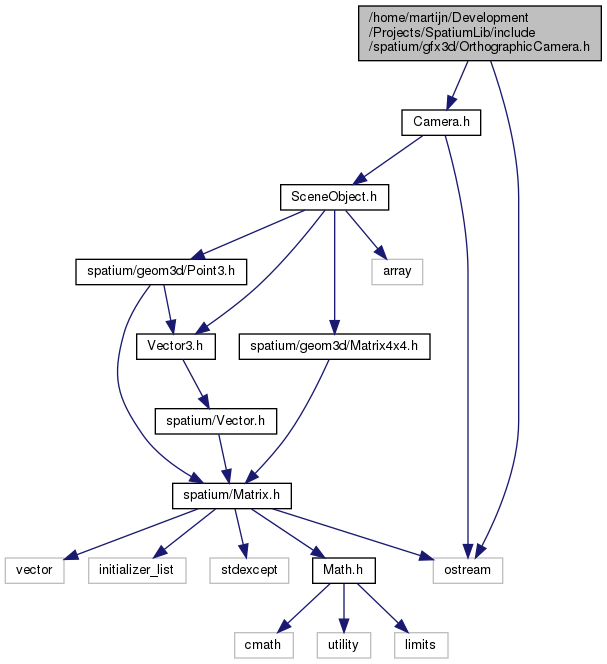 /home/martijn/Development
/Projects/SpatiumLib/include
/spatium/gfx3d/OrthographicCamera.h
Camera.h
SceneObject.h
spatium/geom3d/Point3.h
array
Vector3.h
spatium/geom3d/Matrix4x4.h
spatium/Vector.h
spatium/Matrix.h
vector
initializer_list
stdexcept
Math.h
ostream
cmath
utility
limits